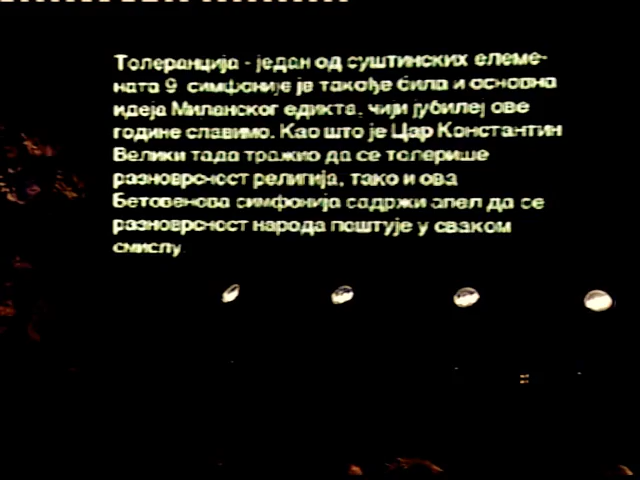 Толеранција - један од суштинских елеме-
ната 9 симфоније је такође била и основна
идеја Миланског едикта, чији јубилеј ове
године славимо. Као што је Цар Константин
Велики тада тражио да се толерише
разноврсност религија, тако и ова
Бетовенова симфонија садржи апел да се
разноврсност народа поштује у сваком
смислу